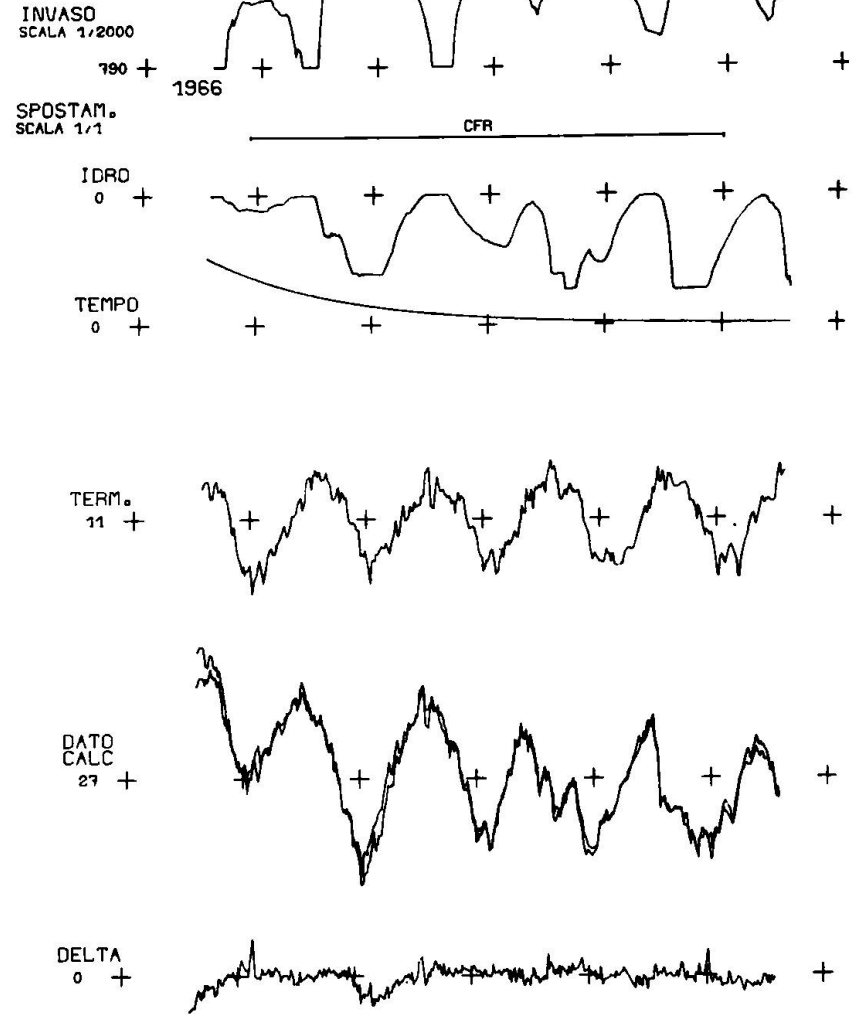 INVASO
SCALA 1/2000
790
1966
SPOSTAM.
SCALA 1/1
CFR
IDRO
0
TEMPO
0
TERM.
11
DATO
CALC
27
DELTA
0